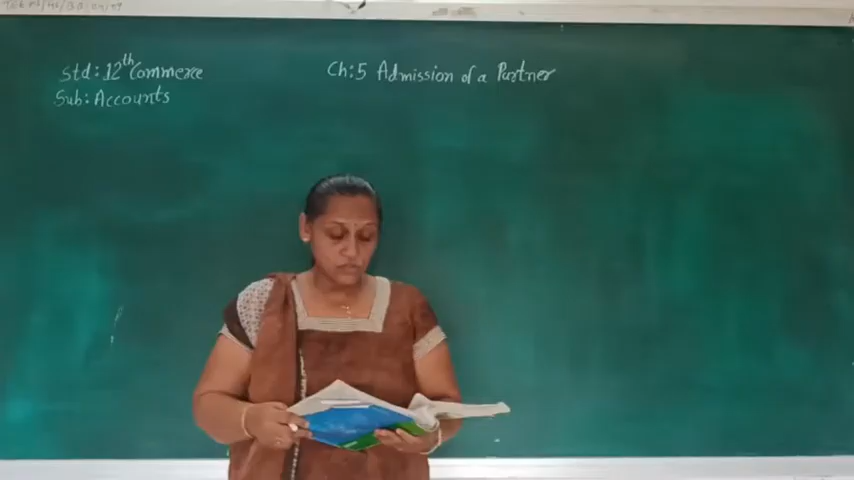 Std: 12th Commerce
Sub: Accounts
Ch: 5 Admission of a Partner